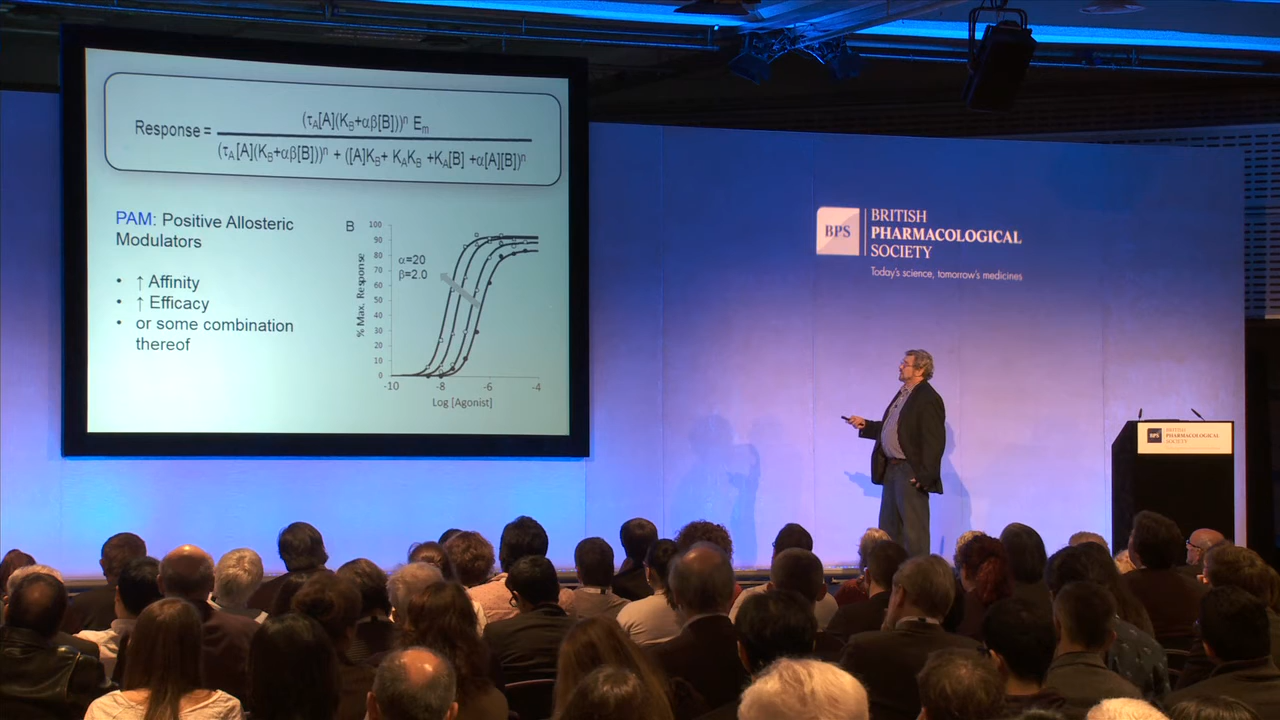 Response =
(τA[A](KB+αβ[B]))ⁿ Em
(τA[A](KB+αβ[B]))ⁿ + ([A]KB+ KAKB +KA[B] +α[A][B])ⁿ
PAM: Positive Allosteric
Modulators
• ↑ Affinity
• ↑ Efficacy
• or some combination
thereof
B
% Max. Response
100
90
80
70
60
50
40
30
20
10
0
α=20
β=2.0
-10
-8
-6
-4
Log [Agonist]
BPS
BRITISH
PHARMACOLOGICAL
SOCIETY
Today's science, tomorrow's medicines
BPS
BRITISH
PHARMACOLOGICAL
SOCIETY